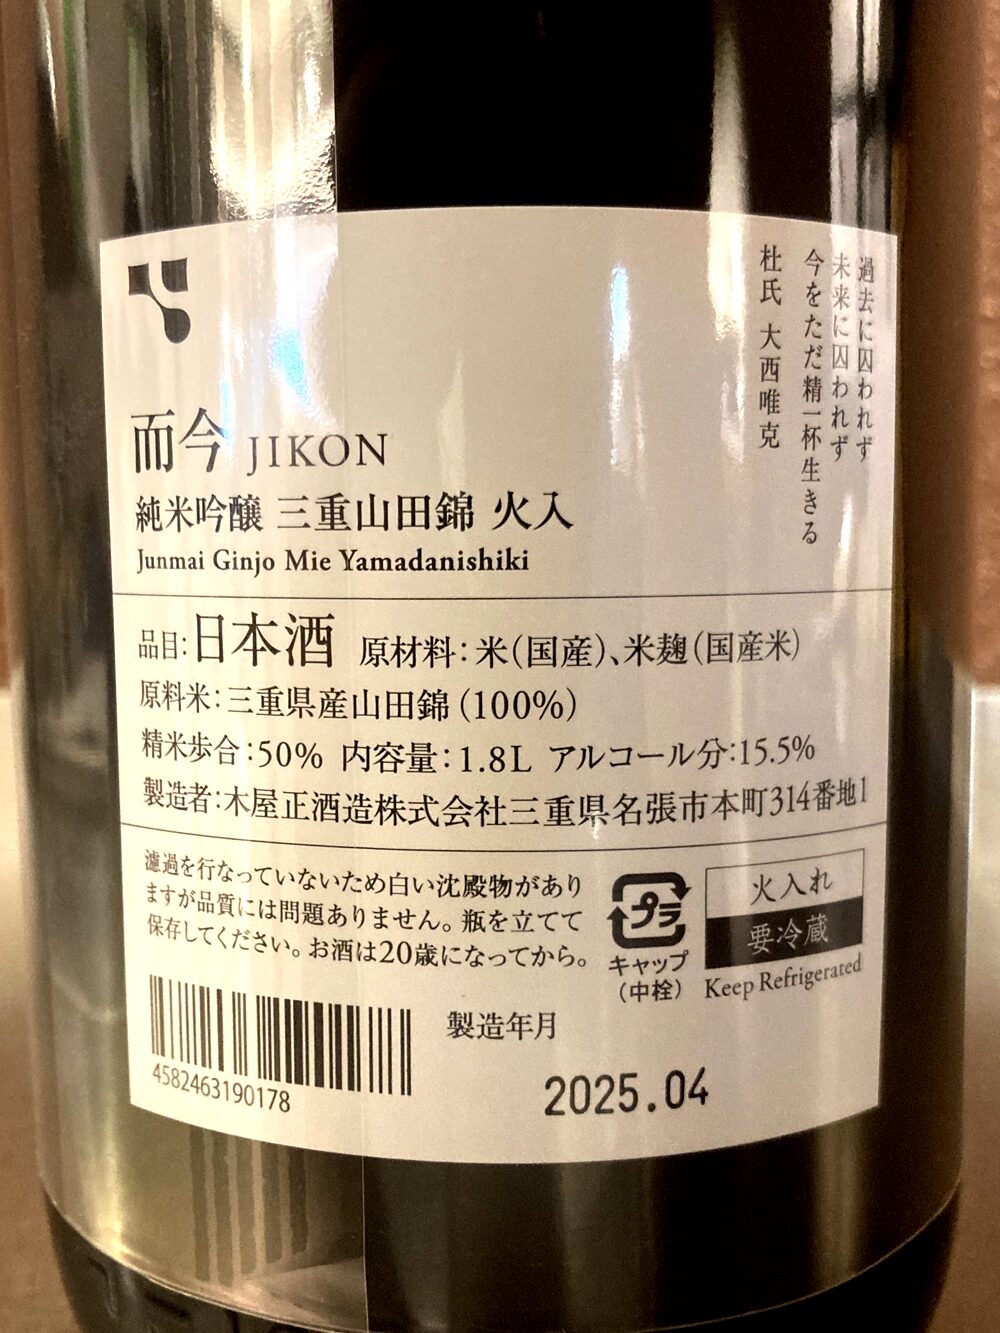 過去に囚われず
未来に囚われず
今をただ精一杯生きる
杜氏 大西唯克
而今 JIKON
純米吟醸 三重山田錦 火入
Junmai Ginjo Mie Yamadanishiki
品目:日本酒 原材料:米(国産)、米麹(国産米)
原料米:三重県産山田錦(100%)
精米歩合:50% 内容量:1.8L アルコール分:15.5%
製造者:木屋正酒造株式会社三重県名張市本町314番地1
濾過を行なっていないため白い沈殿物があり
ますが品質には問題ありません。瓶を立てて
保存してください。お酒は20歳になってから。
プラ
キャップ
(中栓)
火入れ
要冷蔵
Keep Refrigerated
4582463190178
製造年月
2025.04